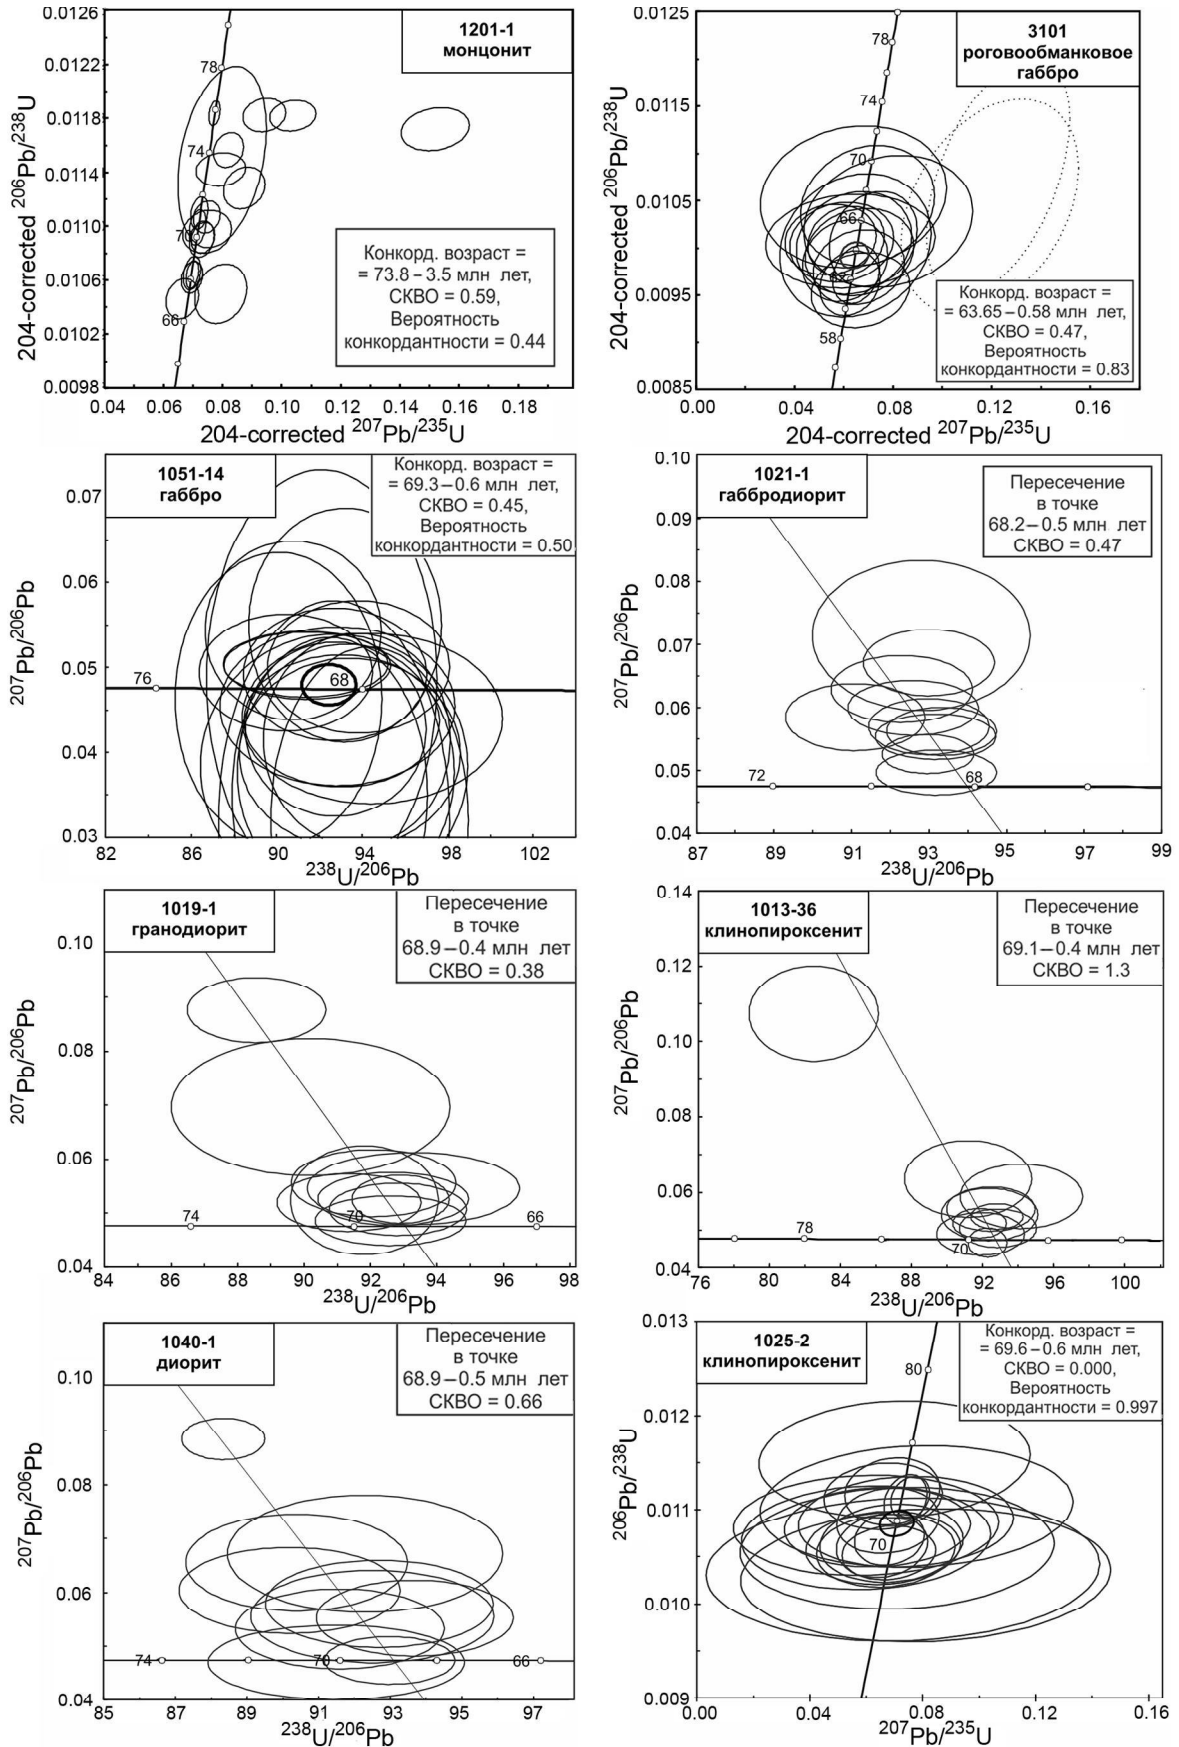 1201-1
монцонит
0.0126
0.0122
0.0118
0.0114
0.0110
0.0106
0.0102
0.0098
204-corrected 206Pb/238U
78
74
66
Конкорд. возраст =
= 73.8–3.5 млн лет,
СКВО = 0.59,
Вероятность
конкордантности = 0.44
0.04 0.06 0.08 0.10 0.12 0.14 0.16 0.18
204-corrected 207Pb/235U
3101
роговообманковое
габбро
0.0125
0.0115
0.0105
0.0095
0.0085
204-corrected 206Pb/238U
78
74
70
66
58
Конкорд. возраст =
= 63.65–0.58 млн лет,
СКВО = 0.47,
Вероятность
конкордантности = 0.83
0.00 0.04 0.08 0.12 0.16
204-corrected 207Pb/235U
1051-14
габбро
Конкорд. возраст =
= 69.3–0.6 млн лет,
СКВО = 0.45,
Вероятность
конкордантности = 0.50
0.07
0.06
0.05
0.04
0.03
207Pb/206Pb
76
68
82 86 90 94 98 102
238U/206Pb
1021-1
габбродиорит
Пересечение
в точке
68.2–0.5 млн лет
СКВО = 0.47
0.10
0.09
0.08
0.07
0.06
0.05
0.04
207Pb/206Pb
72
68
87 89 91 93 95 97 99
238U/206Pb
1019-1
гранодиорит
Пересечение
в точке
68.9–0.4 млн лет
СКВО = 0.38
0.10
0.08
0.06
0.04
207Pb/206Pb
74
70
66
84 86 88 90 92 94 96 98
238U/206Pb
1013-36
клинопироксенит
Пересечение
в точке
69.1–0.4 млн лет
СКВО = 1.3
0.14
0.12
0.10
0.08
0.06
0.04
207Pb/206Pb
78
70
76 80 84 88 92 96 100
238U/206Pb
1040-1
диорит
Пересечение
в точке
68.9–0.5 млн лет
СКВО = 0.66
0.10
0.08
0.06
0.04
207Pb/206Pb
74
70
66
85 87 89 91 93 95 97
238U/206Pb
1025-2
клинопироксенит
Конкорд. возраст =
= 69.6–0.6 млн лет,
СКВО = 0.000,
Вероятность
конкордантности = 0.997
0.013
0.012
0.011
0.010
0.009
206Pb/238U
80
70
0.00 0.04 0.08 0.12 0.16
207Pb/235U